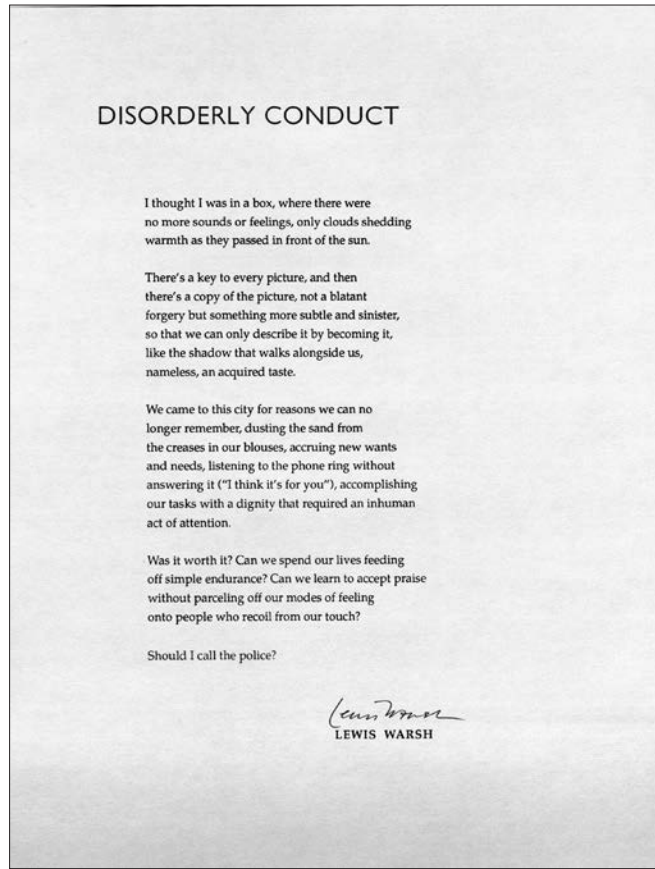 DISORDERLY CONDUCT
I thought I was in a box, where there were
no more sounds or feelings, only clouds shedding
warmth as they passed in front of the sun.
There's a key to every picture, and then
there's a copy of the picture, not a blatant
forgery but something more subtle and sinister,
so that we can only describe it by becoming it,
like the shadow that walks alongside us,
nameless, an acquired taste.
We came to this city for reasons we can no
longer remember, dusting the sand from
the creases in our blouses, accruing new wants
and needs, listening to the phone ring without
answering it ("I think it's for you"), accomplishing
our tasks with a dignity that required an inhuman
act of attention.
Was it worth it? Can we spend our lives feeding
off simple endurance? Can we learn to accept praise
without parceling off our modes of feeling
onto people who recoil from our touch?
Should I call the police?
Lewis Warsh
LEWIS WARSH